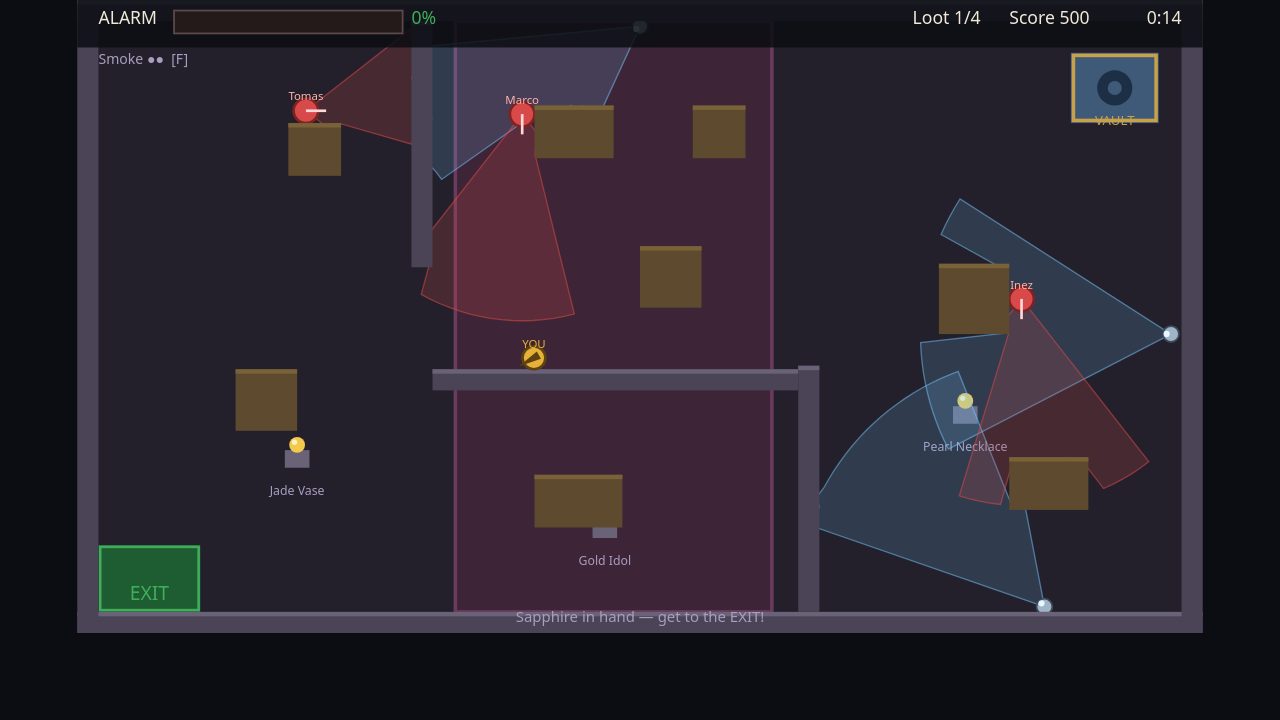 ALARM 0% Loot 1/4 Score 500 0:14
Smoke ●● [F]
Tomas
Marco
VAULT
Inez
YOU
Pearl Necklace
Jade Vase
Gold Idol
EXIT
Sapphire in hand — get to the EXIT!